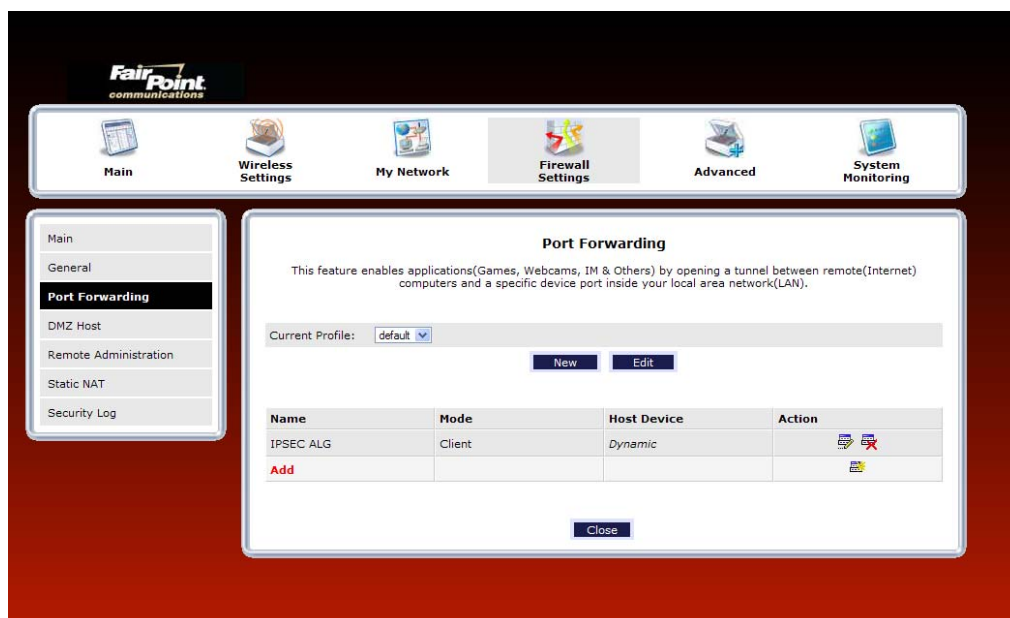 FairPoint.
communications
Main
Wireless
Settings
My Network
Firewall
Settings
Advanced
System
Monitoring
Main
General
Port Forwarding
DMZ Host
Remote Administration
Static NAT
Security Log
Port Forwarding
This feature enables applications(Games, Webcams, IM & Others) by opening a tunnel between remote(Internet)
computers and a specific device port inside your local area network(LAN).
Current Profile: default
New Edit
Name Mode Host Device Action
IPSEC ALG Client Dynamic
Add
Close